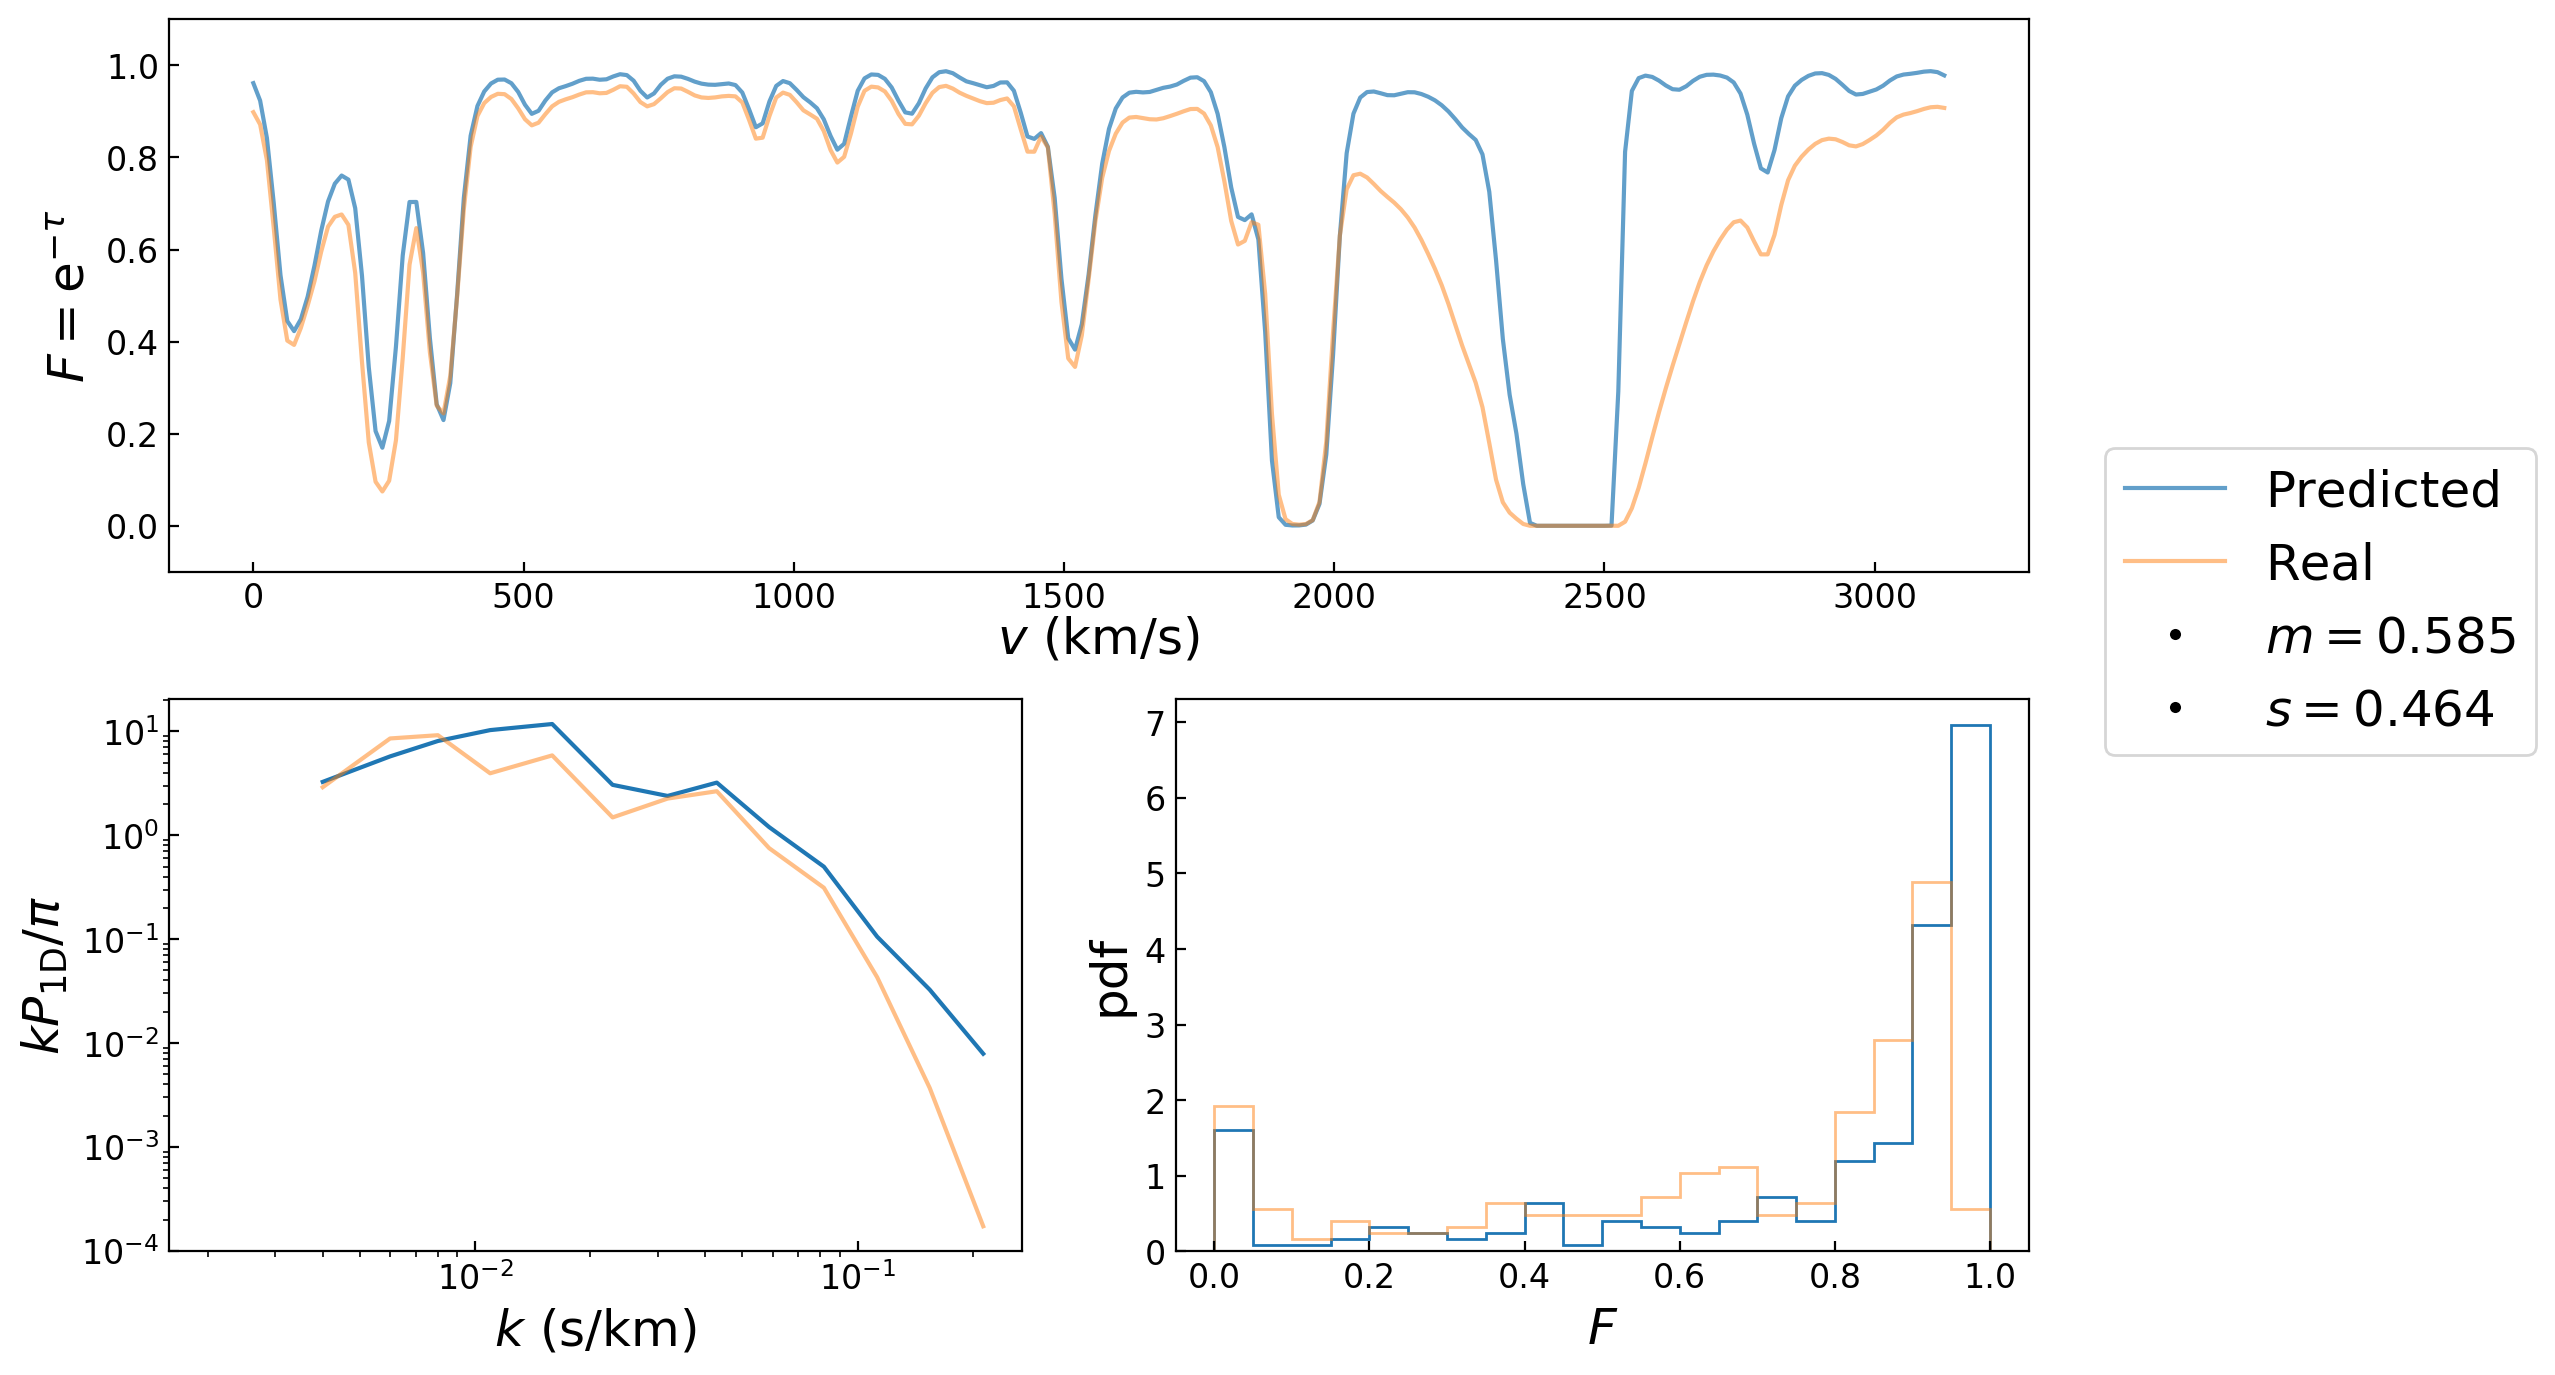 1.0
0.8
0.6
0.4
0.2
0.0
F = e^{−τ}
0 500 1000 1500 2000 2500 3000
v (km/s)
Predicted
Real
m = 0.585
s = 0.464
10^1
10^0
10^{−1}
10^{−2}
10^{−3}
10^{−4}
kP_{1D}/π
10^{−2} 10^{−1}
k (s/km)
7
6
5
4
3
2
1
0
pdf
0.0 0.2 0.4 0.6 0.8 1.0
F